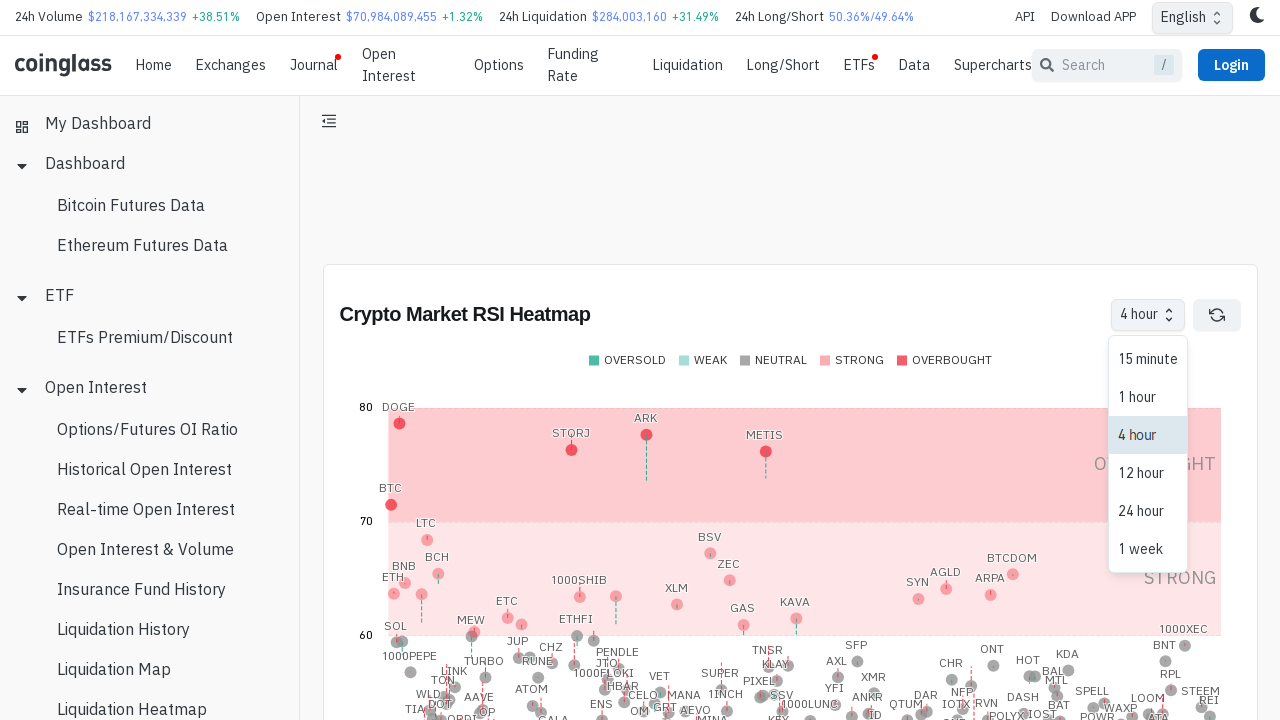 24h Volume $218,167,334,339 +38.51% Open Interest $70,984,089,455 +1.32% 24h Liquidation $284,003,160 +31.49% 24h Long/Short 50.36%/49.64% API Download APP English
coinglass Home Exchanges Journal Open Interest Options Funding Rate Liquidation Long/Short ETFs Data Supercharts Search / Login
My Dashboard
Dashboard
Bitcoin Futures Data
Ethereum Futures Data
ETF
ETFs Premium/Discount
Open Interest
Options/Futures OI Ratio
Historical Open Interest
Real-time Open Interest
Open Interest & Volume
Insurance Fund History
Liquidation History
Liquidation Map
Liquidation Heatmap
Crypto Market RSI Heatmap 4 hour
15 minute
1 hour
4 hour
12 hour
24 hour
1 week
OVERSOLD WEAK NEUTRAL STRONG OVERBOUGHT
80
DOGE
ARK
STORJ METIS
BTC
70
LTC
BSV
BCH
ZEC
BNB
ETH
1000SHIB
XLM
BTCDOM
AGLD
SYN ARPA
STRONG
ETC
GAS
KAVA
60
SOL
MEW
ETHFI
1000XEC
JUP
CHZ
SFP
BNT
1000PEPE
TURBO
RUNE
PENDLE
JTO
TNSR
KLAY
AXL
CHR
ONT
HOT
KDA
LINK
TON
1000FLOKI
VET
SUPER
PIXEL
XMR
BAL
MTL
RPL
WLD
DOT
AAVE
ATOM
HBAR
CELO
MANA
1INCH
SSV
YFI
NFP
DAR
DASH
SPELL
STEEM
TIA
ORDI
OP
GALA
ENS
OM
GRT
AEVO
MINA
KEY
1000LUNC
ANKR
ID
QTUM
IOTX
RVN
POLYX
IOST
BAT
POWR
WAXP
LOOM
ATA
REI